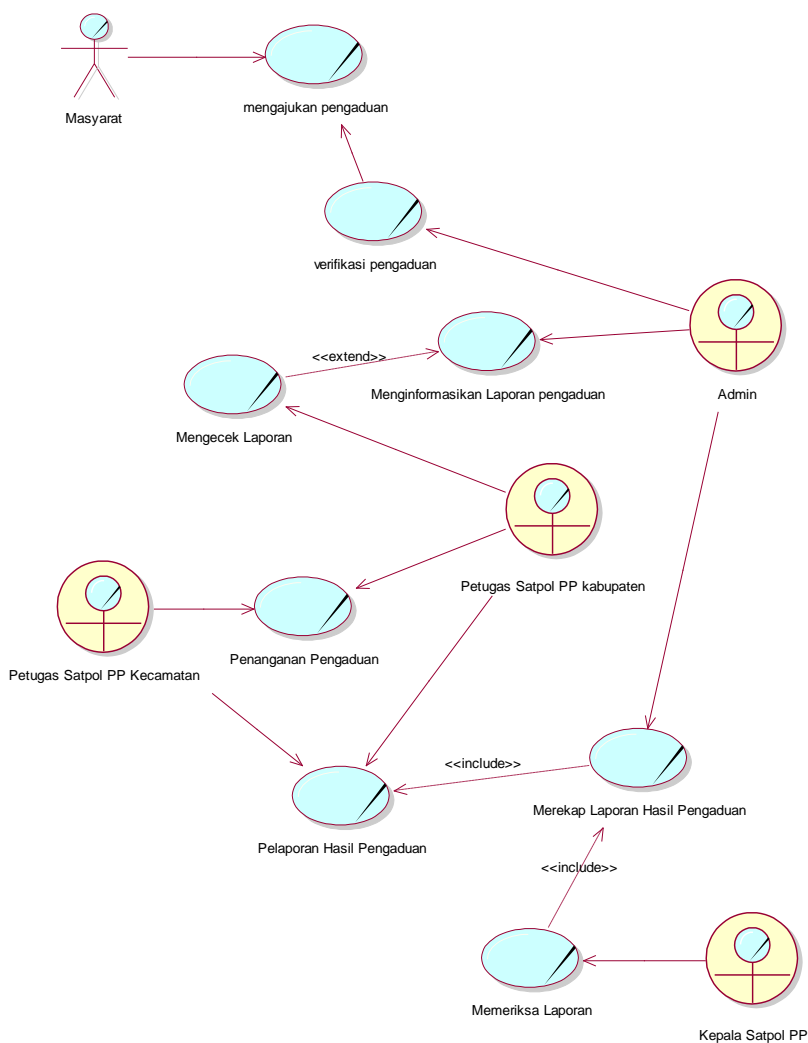 mengajukan pengaduan
Masyarat
verifikasi pengaduan
<<extend>>
Menginformasikan Laporan pengaduan
Admin
Mengecek Laporan
Petugas Satpol PP kabupaten
Penanganan Pengaduan
Petugas Satpol PP Kecamatan
<<include>>
Merekap Laporan Hasil Pengaduan
Pelaporan Hasil Pengaduan
<<include>>
Memeriksa Laporan
Kepala Satpol PP